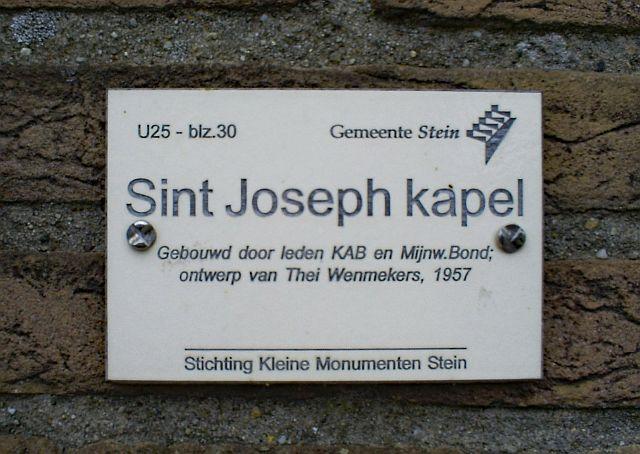 U25 - blz.30
Gemeente Stein
Sint Joseph kapel
Gebouwd door leden KAB en Mijnw.Bond;
ontwerp van Thei Wenmekers, 1957
Stichting Kleine Monumenten Stein